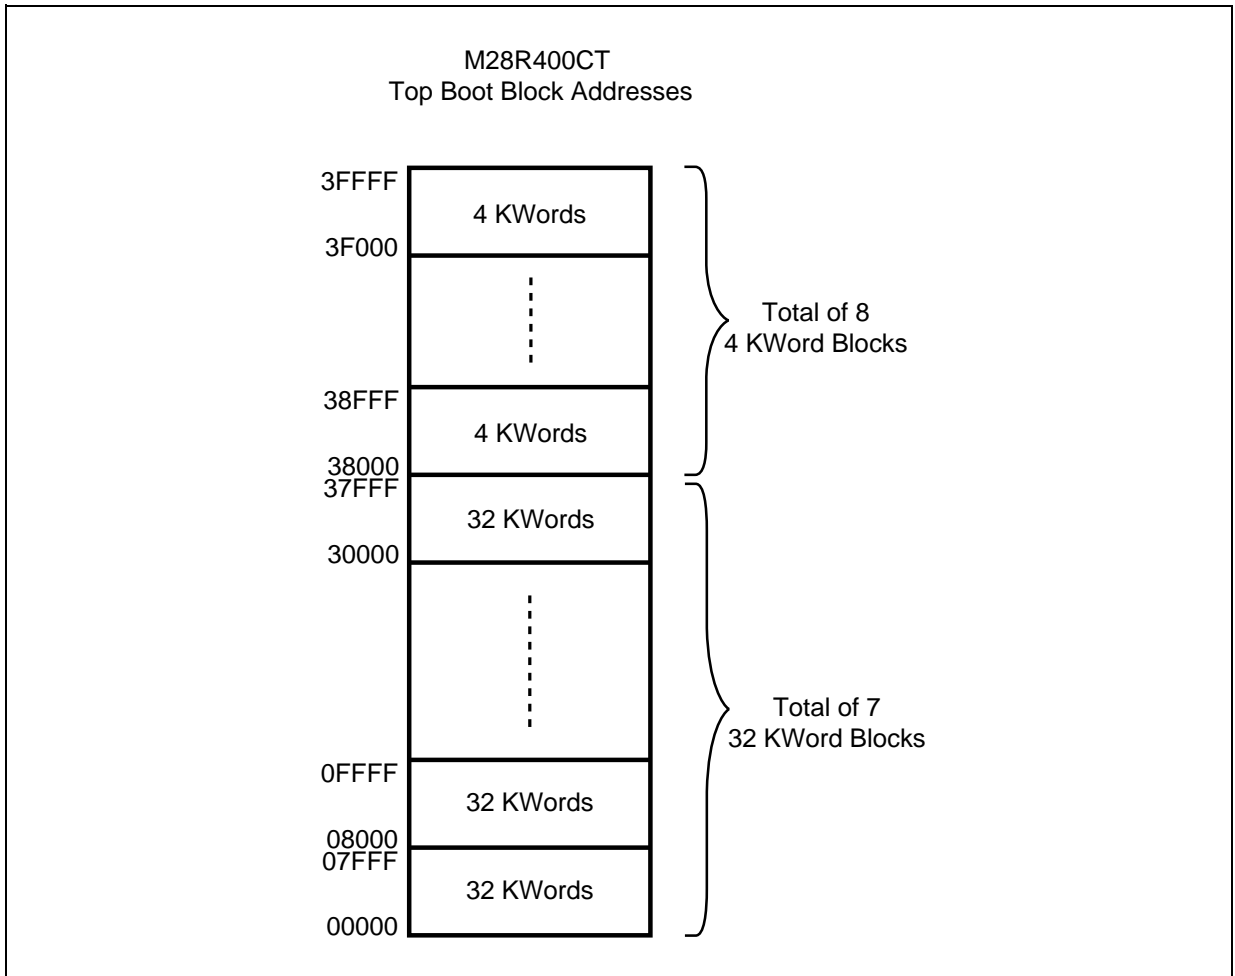 M28R400CT
Top Boot Block Addresses
3FFFF
4 KWords
3F000
Total of 8
4 KWord Blocks
38FFF
4 KWords
38000
37FFF
32 KWords
30000
Total of 7
32 KWord Blocks
0FFFF
32 KWords
08000
07FFF
32 KWords
00000